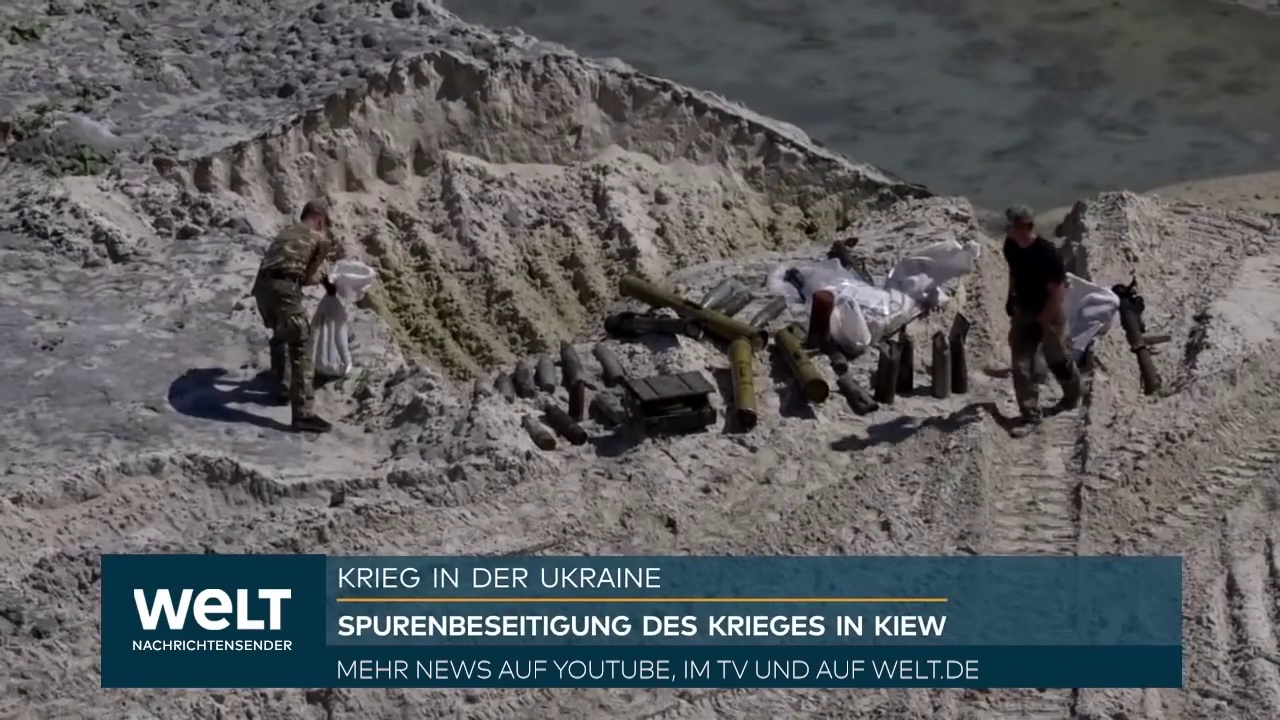 KRIEG IN DER UKRAINE
WELT
SPURENBESEITIGUNG DES KRIEGES IN KIEW
NACHRICHTENSENDER
MEHR NEWS AUF YOUTUBE, IM TV UND AUF WELT.DE